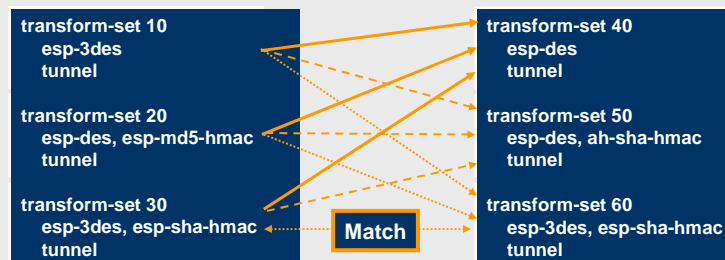 transform-set 10
esp-3des
tunnel
transform-set 20
esp-des, esp-md5-hmac
tunnel
transform-set 30
esp-3des, esp-sha-hmac
tunnel
Match
transform-set 40
esp-des
tunnel
transform-set 50
esp-des, ah-sha-hmac
tunnel
transform-set 60
esp-3des, esp-sha-hmac
tunnel